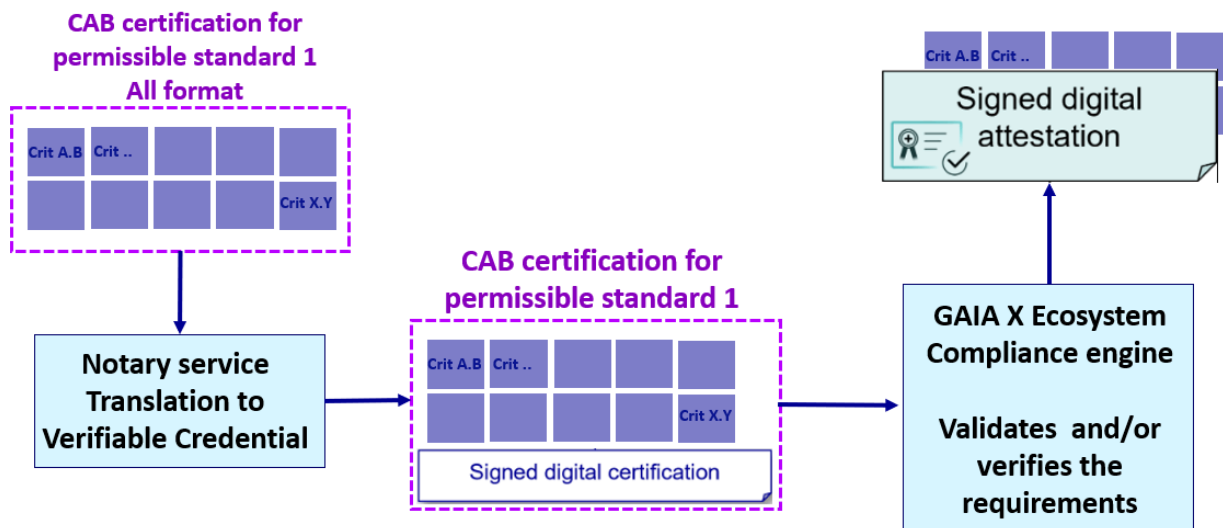 CAB certification for
permissible standard 1
All format
Crit A.B
Crit ..
Crit X.Y
Notary service
Translation to
Verifiable Credential
CAB certification for
permissible standard 1
Crit A.B
Crit ..
Crit X.Y
Signed digital certification
GAIA X Ecosystem
Compliance engine
Validates and/or
verifies the
requirements
Crit A.B
Crit ..
Signed digital
attestation